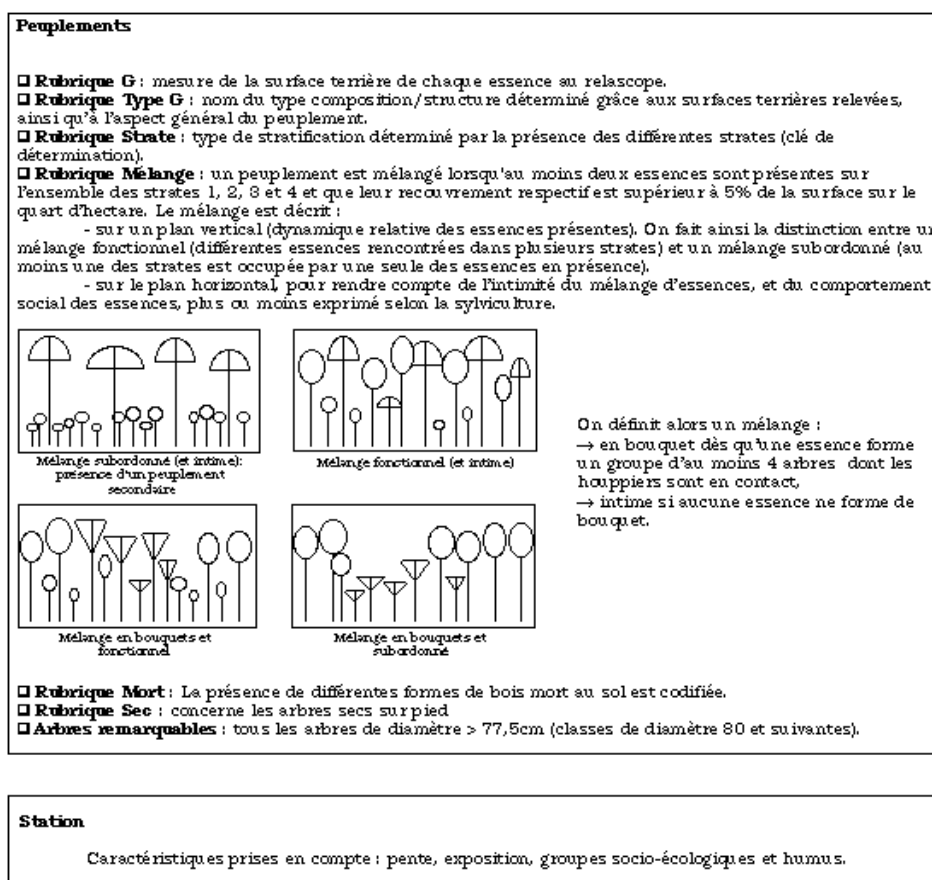 Peuplements
❑ Rubrique G : mesure de la surface terrière de chaque essence au relascope.
❑ Rubrique Type G : nom du type composition/structure déterminé grâce aux surfaces terrières relevées,
ainsi qu'à l'aspect général du peuplement.
❑ Rubrique Strate : type de stratification déterminé par la présence des différentes strates (clé de
détermination).
❑ Rubrique Mélange : un peuplement est mélangé lorsqu'au moins deux essences sont présentes sur
l'ensemble des strates 1, 2, 3 et 4 et que leur recouvrement respectif est supérieur à 5% de la surface sur le
quart d'hectare. Le mélange est décrit :
- sur un plan vertical (dynamique relative des essences présentes). On fait ainsi la distinction entre un
mélange fonctionnel (différentes essences rencontrées dans plusieurs strates) et un mélange subordonné (au
moins une des strates est occupée par une seule des essences en présence).
- sur le plan horizontal, pour rendre compte de l'intimité du mélange d'essences, et du comportement
social des essences, plus ou moins exprimé selon la sylviculture.
Mélange subordonné (et intime):
présence d'un peuplement
secondaire
Mélange fonctionnel (et intime)
On définit alors un mélange :
→ en bouquet dès qu'une essence forme
un groupe d'au moins 4 arbres dont les
houppiers sont en contact,
→ intime si aucune essence ne forme de
bouquet.
Mélange en bouquets et
fonctionnel
Mélange en bouquets et
subordonné
❑ Rubrique Mort : La présence de différentes formes de bois mort au sol est codifiée.
❑ Rubrique Sec : concerne les arbres secs sur pied
❑ Arbres remarquables : tous les arbres de diamètre > 77,5cm (classes de diamètre 80 et suivantes).
Station
Caractéristiques prises en compte : pente, exposition, groupes socio-écologiques et humus.